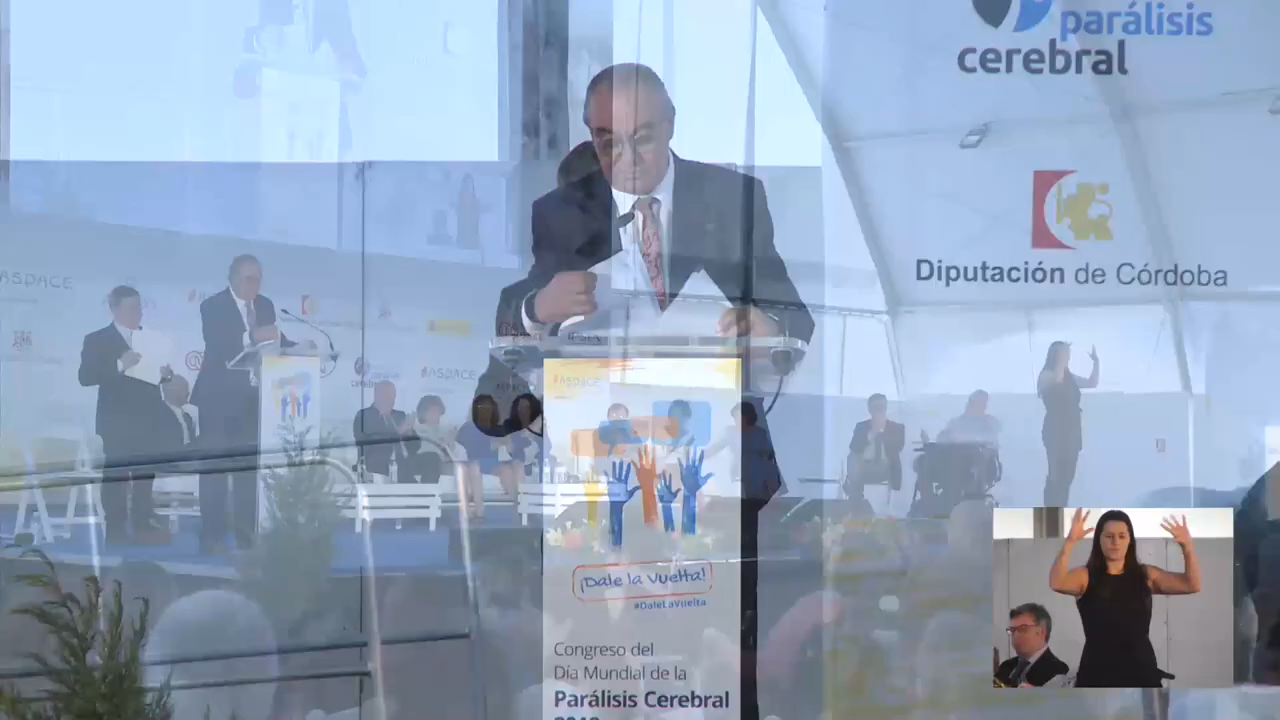 parálisis
cerebral
Diputación de Córdoba
ASPACE
ASPACE
ASPACE
¡Dale la Vuelta!
#DaleLaVuelta
Congreso del
Día Mundial de la
Parálisis Cerebral